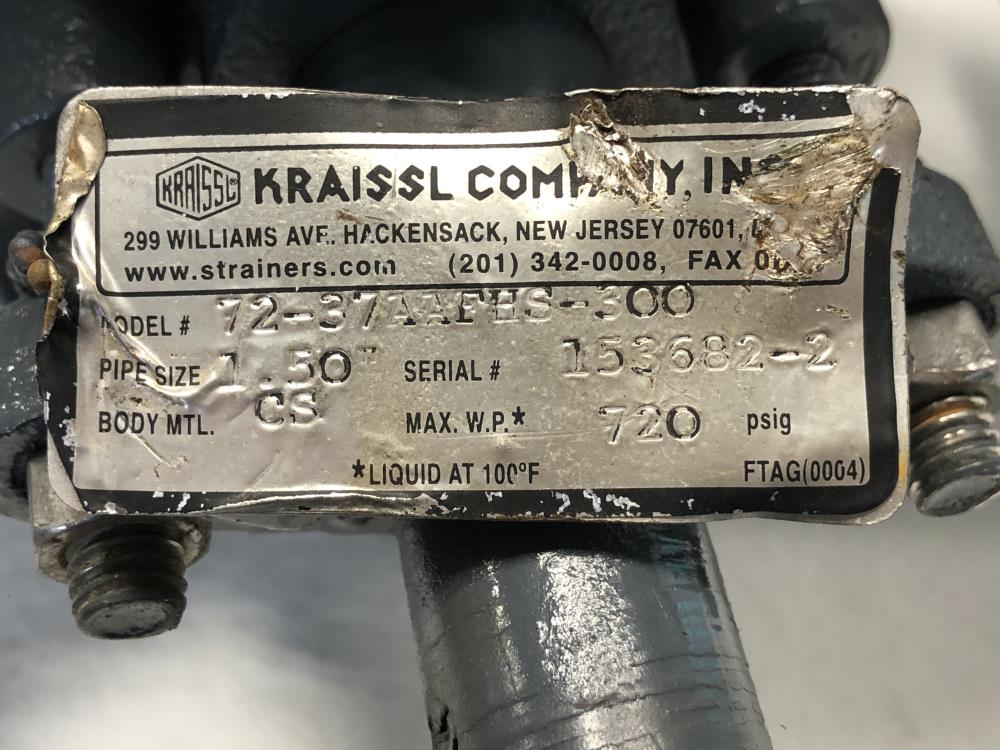 KRAISSL® KRAISSL COMPANY, INC
299 WILLIAMS AVE., HACKENSACK, NEW JERSEY 07601,
www.strainers.com (201) 342-0008, FAX
MODEL # 72-37AAFHS-300
PIPE SIZE 1.50" SERIAL # 153682-2
BODY MTL. CS MAX. W.P.* 720 psig
*LIQUID AT 100°F FTAG(0004)